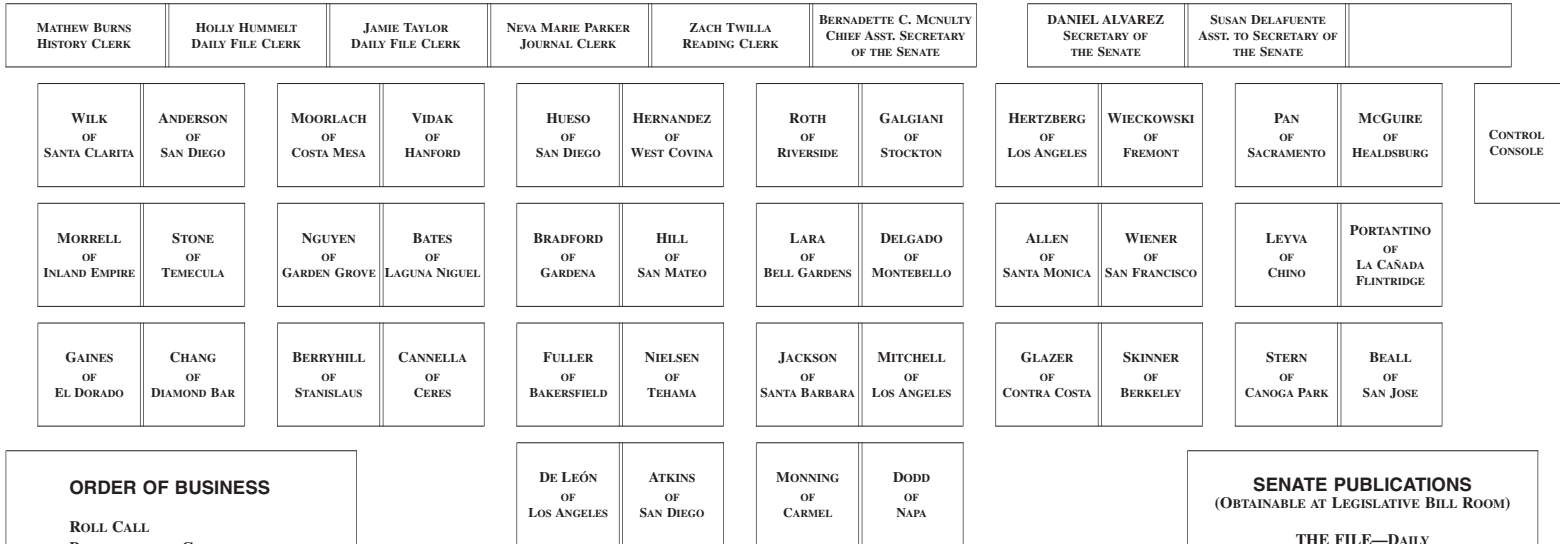 MATHEW BURNS
HISTORY CLERK
HOLLY HUMMELT
DAILY FILE CLERK
JAMIE TAYLOR
DAILY FILE CLERK
NEVA MARIE PARKER
JOURNAL CLERK
ZACH TWILLA
READING CLERK
BERNADETTE C. MCNULTY
CHIEF ASST. SECRETARY
OF THE SENATE
DANIEL ALVAREZ
SECRETARY OF
THE SENATE
SUSAN DELAFUENTE
ASST. TO SECRETARY OF
THE SENATE
WILK
OF
SANTA CLARITA
ANDERSON
OF
SAN DIEGO
MOORLACH
OF
COSTA MESA
VIDAK
OF
HANFORD
HUESO
OF
SAN DIEGO
HERNANDEZ
OF
WEST COVINA
ROTH
OF
RIVERSIDE
GALGIANI
OF
STOCKTON
HERTZBERG
OF
LOS ANGELES
WIECKOWSKI
OF
FREMONT
PAN
OF
SACRAMENTO
MCGUIRE
OF
HEALDSBURG
CONTROL
CONSOLE
MORRELL
OF
INLAND EMPIRE
STONE
OF
TEMECULA
NGUYEN
OF
GARDEN GROVE
BATES
OF
LAGUNA NIGUEL
BRADFORD
OF
GARDENA
HILL
OF
SAN MATEO
LARA
OF
BELL GARDENS
DELGADO
OF
MONTEBELLO
ALLEN
OF
SANTA MONICA
WIENER
OF
SAN FRANCISCO
LEYVA
OF
CHINO
PORTANTINO
OF
LA CAÑADA
FLINTRIDGE
GAINES
OF
EL DORADO
CHANG
OF
DIAMOND BAR
BERRYHILL
OF
STANISLAUS
CANNELLA
OF
CERES
FULLER
OF
BAKERSFIELD
NIELSEN
OF
TEHAMA
JACKSON
OF
SANTA BARBARA
MITCHELL
OF
LOS ANGELES
GLAZER
OF
CONTRA COSTA
SKINNER
OF
BERKELEY
STERN
OF
CANOGA PARK
BEALL
OF
SAN JOSE
DE LEÓN
OF
LOS ANGELES
ATKINS
OF
SAN DIEGO
MONNING
OF
CARMEL
DODD
OF
NAPA
ORDER OF BUSINESS
ROLL CALL
SENATE PUBLICATIONS
(OBTAINABLE AT LEGISLATIVE BILL ROOM)
THE FILE—DAILY